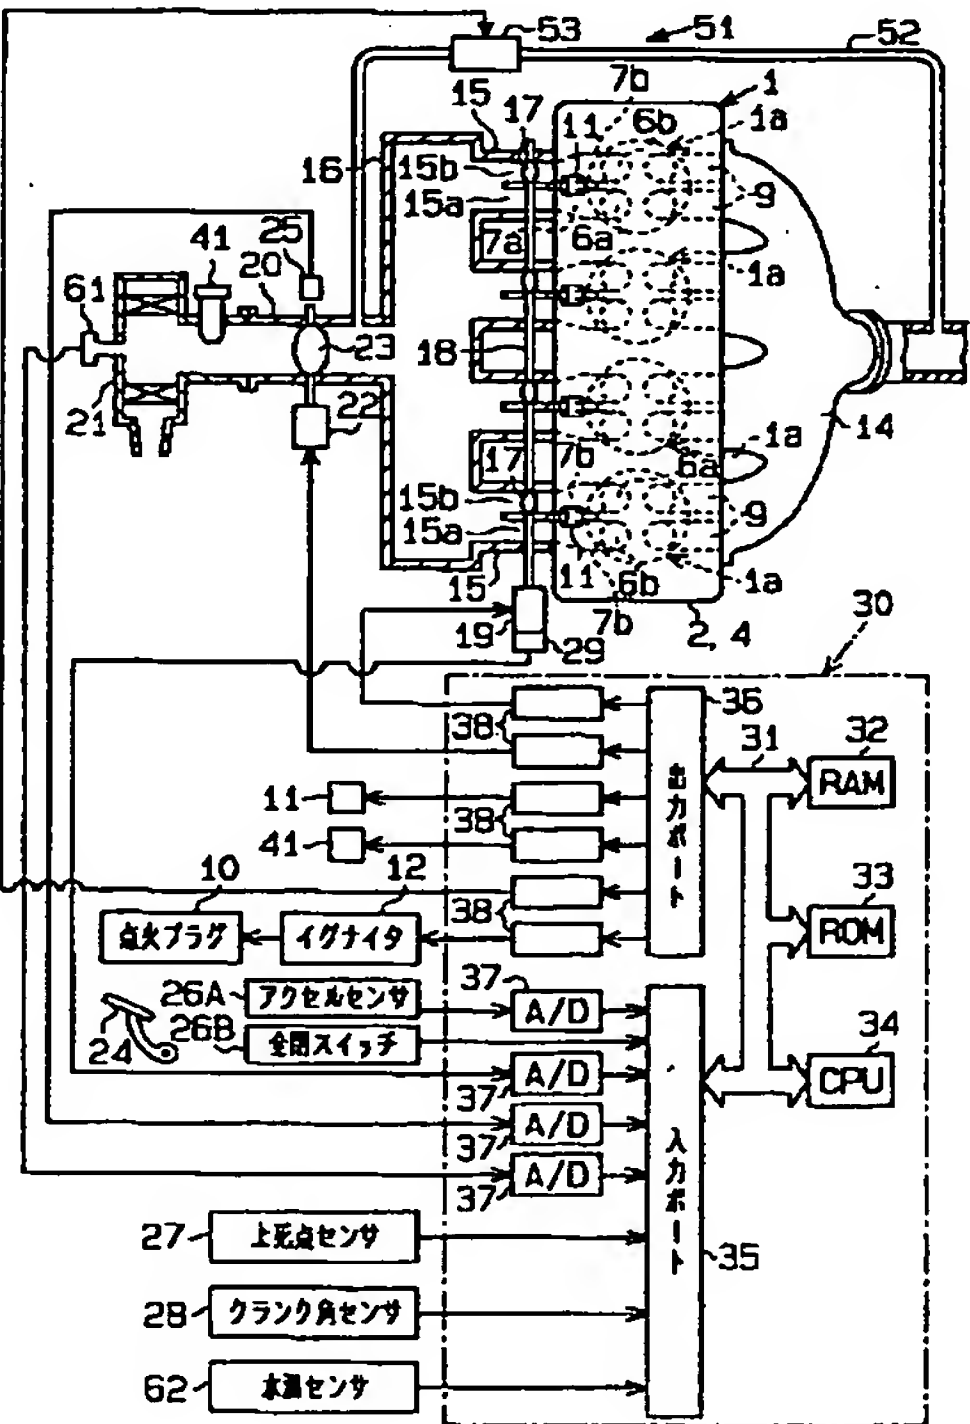 53
51
52
7b
1
15
17
11
6b
1a
16
15b
15a
9
25
41
20
7a
6a
1a
61
23
18
21
22
14
1a
7b
6a
17
15b
9
15a
15
11
6b
1a
19
29
7b
2, 4
30
36
38
31
32
RAM
11
出力ポート
38
41
10
12
33
点火プラグ
イグナイタ
38
ROM
26A
アクセルセンサ
37
A/D
24
26B
全閉スイッチ
34
A/D
CPU
37
A/D
37
A/D
37
入力ポート
27
上死点センサ
35
28
クランク角センサ
62
水温センサ